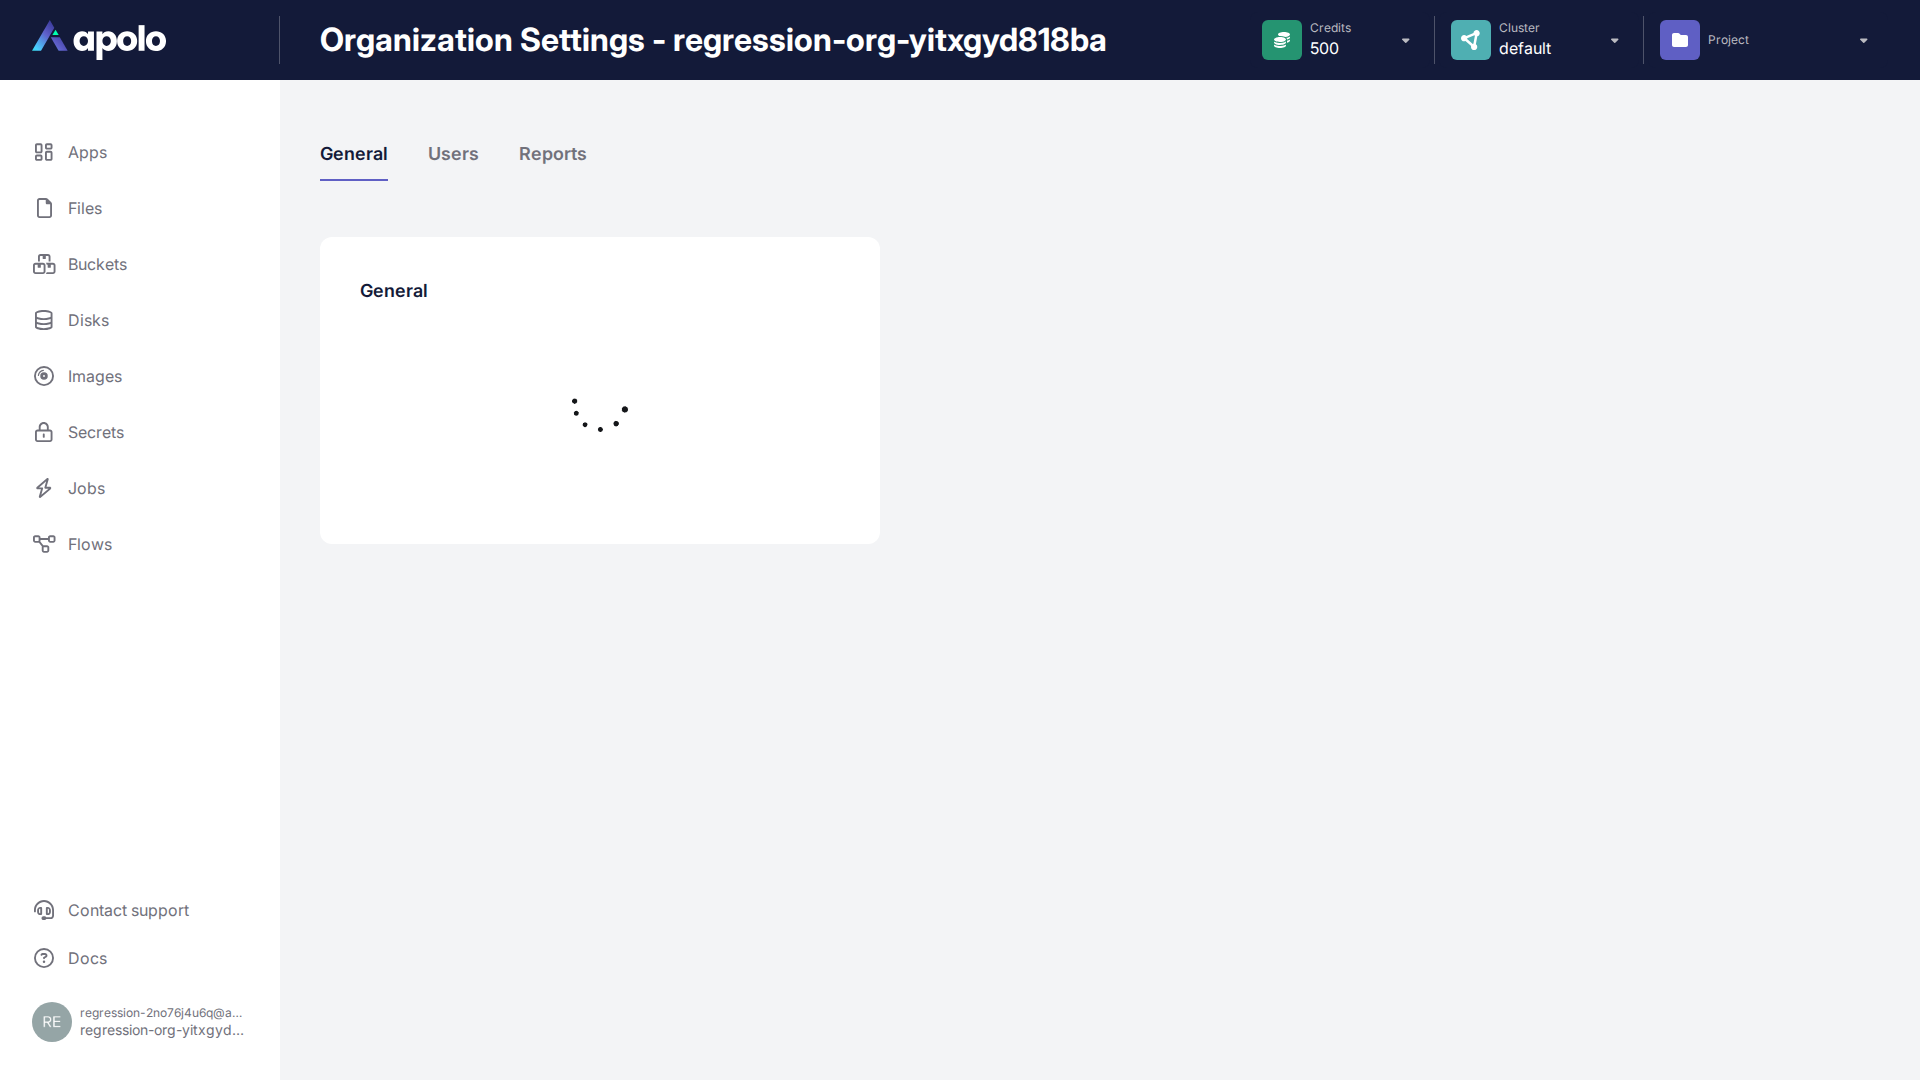 apolo
Organization Settings - regression-org-yitxgyd818ba
Credits
500
Cluster
default
Project
Apps
Files
Buckets
Disks
Images
Secrets
Jobs
Flows
General
Users
Reports
General
Contact support
Docs
RE
regression-2no76j4u6q@a...
regression-org-yitxgyd...